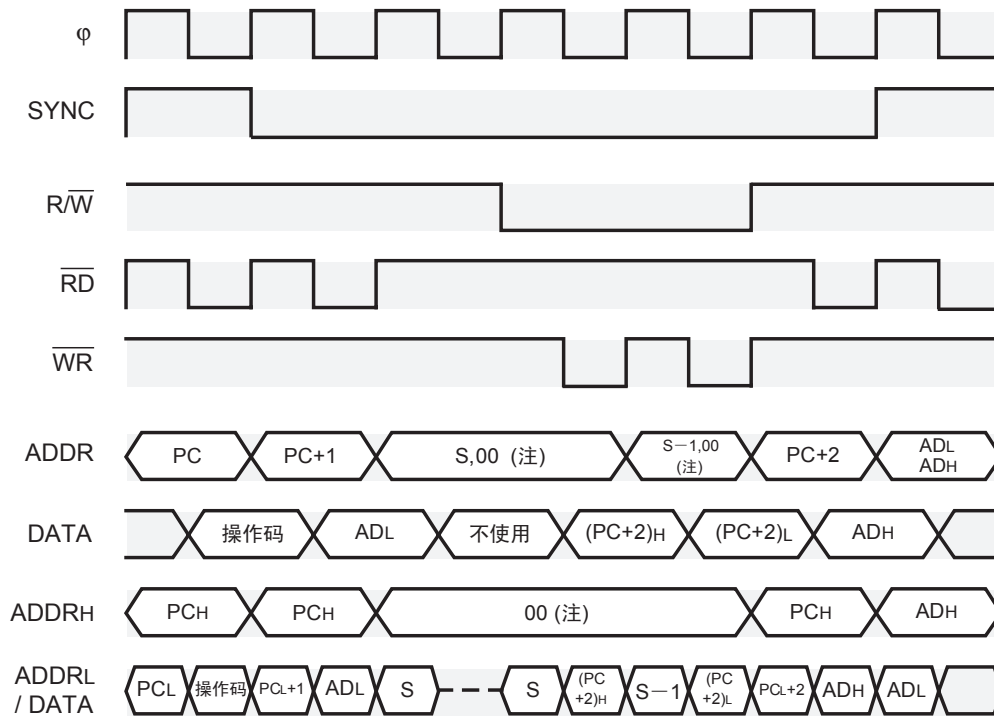 φ
SYNC
R/W
RD
WR
ADDR PC PC+1 S,00 (注) S−1,00 (注) PC+2 ADL ADH
DATA 操作码 ADL 不使用 (PC+2)H (PC+2)L ADH
ADDRH PCH PCH 00 (注) PCH ADH
ADDRL / DATA PCL 操作码 PCL+1 ADL S S (PC +2)H S−1 (PC +2)L PCL+2 ADH ADL